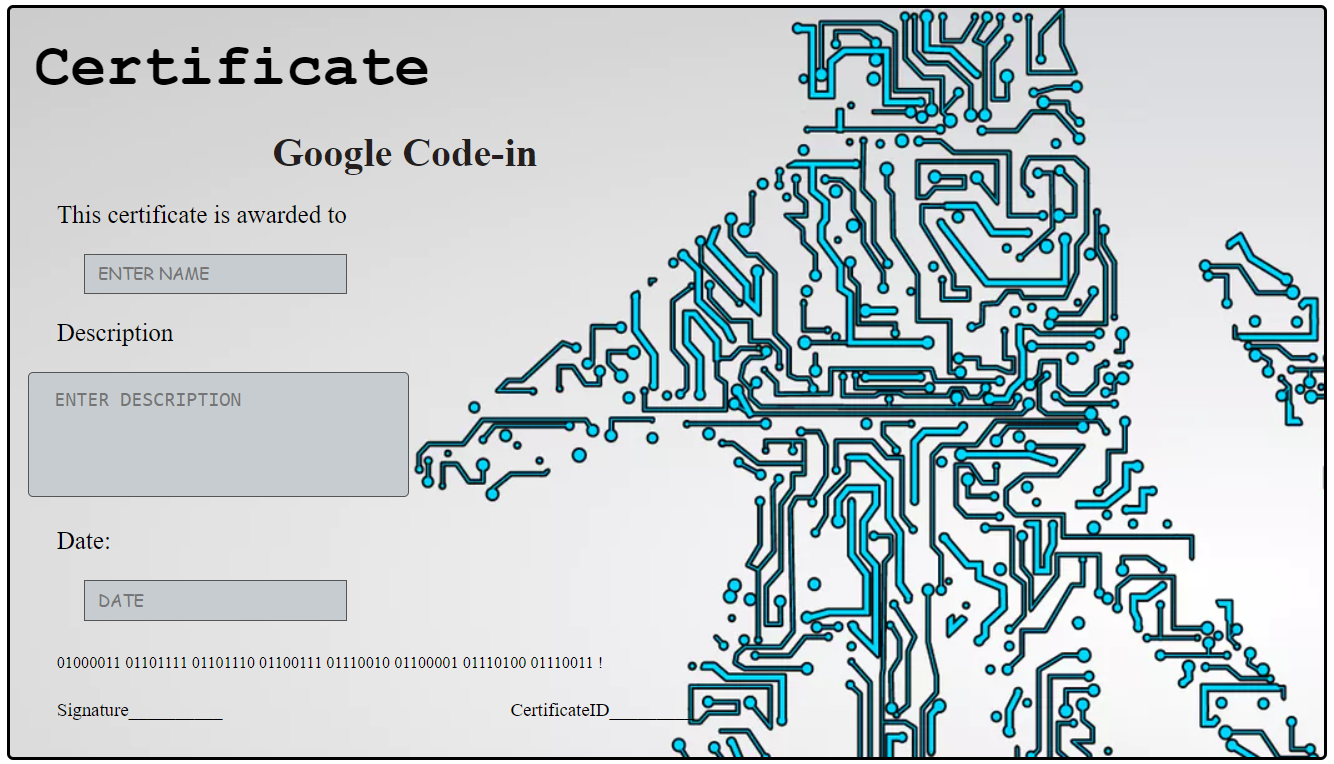 Certificate
Google Code-in
This certificate is awarded to
ENTER NAME
Description
ENTER DESCRIPTION
Date:
DATE
01000011 01101111 01101110 01100111 01110010 01100001 01110100 01110011 !
Signature__________ CertificateID__________